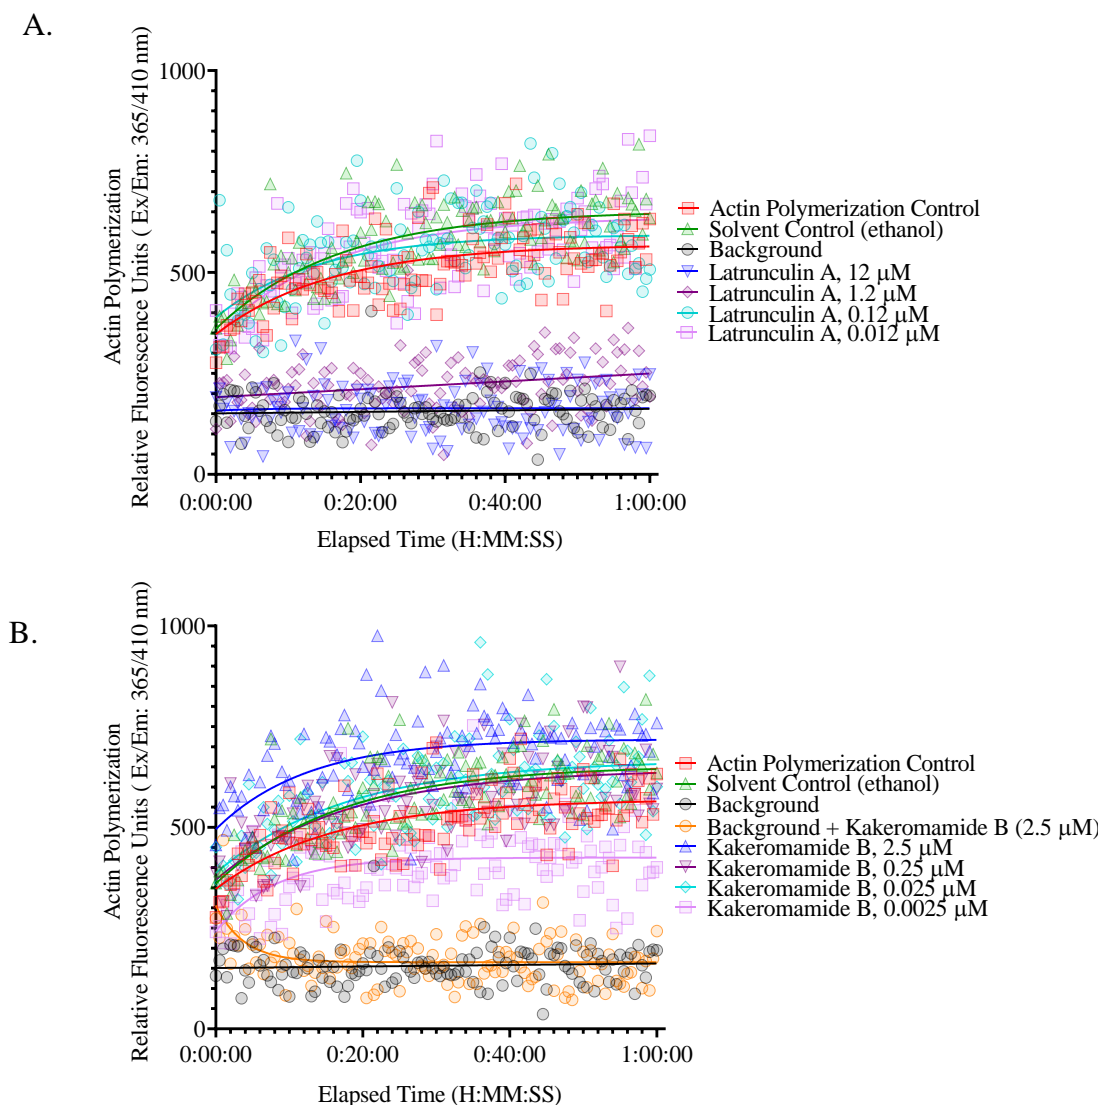 A.
Actin Polymerization
Relative Fluorescence Units ( Ex/Em: 365/410 nm)
1000
500
0
0:00:00
0:20:00
0:40:00
1:00:00
Elapsed Time (H:MM:SS)
Actin Polymerization Control
Solvent Control (ethanol)
Background
Latrunculin A, 12 μM
Latrunculin A, 1.2 μM
Latrunculin A, 0.12 μM
Latrunculin A, 0.012 μM
B.
Actin Polymerization
Relative Fluorescence Units ( Ex/Em: 365/410 nm)
1000
500
0
0:00:00
0:20:00
0:40:00
1:00:00
Elapsed Time (H:MM:SS)
Actin Polymerization Control
Solvent Control (ethanol)
Background
Background + Kakeromamide B (2.5 μM)
Kakeromamide B, 2.5 μM
Kakeromamide B, 0.25 μM
Kakeromamide B, 0.025 μM
Kakeromamide B, 0.0025 μM